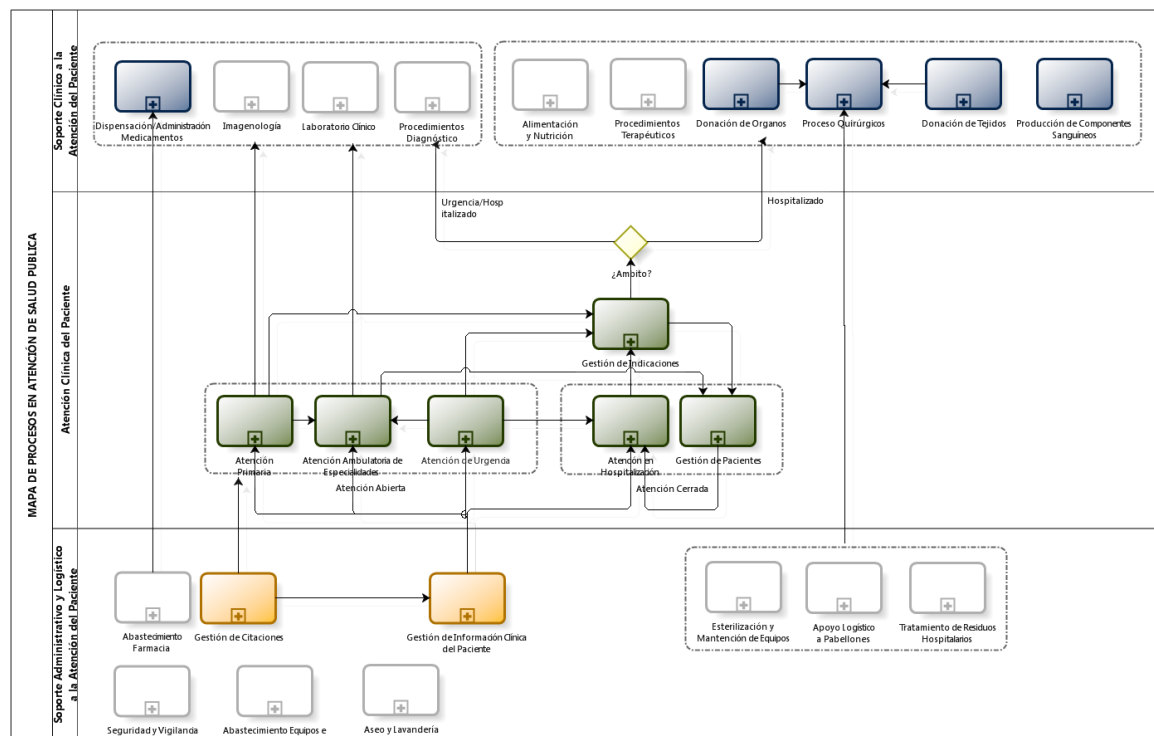 MAPA DE PROCESOS EN ATENCION DE SALUD PUBLICA
Soporte Clínico a la
Atención del Paciente
Dispensación/Administración
Medicamentos
Imagenología
Laboratorio Clínico
Procedimientos
Diagnóstico
Alimentación
y Nutrición
Procedimientos
Terapéuticos
Donación de Organos
Proceso Quirúrgicos
Donación de Tejidos
Producción de Componentes
Sanguíneos
Atención Clínica del Paciente
Urgencia/Hosp
italizado
Hospitalizado
¿Ambito?
Gestión de Indicaciones
Atención
Primaria
Atención Ambulatoria de
Especialidades
Atención de Urgencia
Atención Abierta
Atención en
Hospitalización
Gestión de Pacientes
Atención Cerrada
Soporte Administrativo y Logístico
a la Atención del Paciente
Abastecimiento
Farmacia
Gestión de Citaciones
Gestión de Información Clínica
del Paciente
Esterilización y
Mantención de Equipos
Apoyo Logístico
a Pabellones
Tratamiento de Residuos
Hospitalarios
Seguridad y Vigilancia
Abastecimiento Equipos e
Aseo y Lavandería